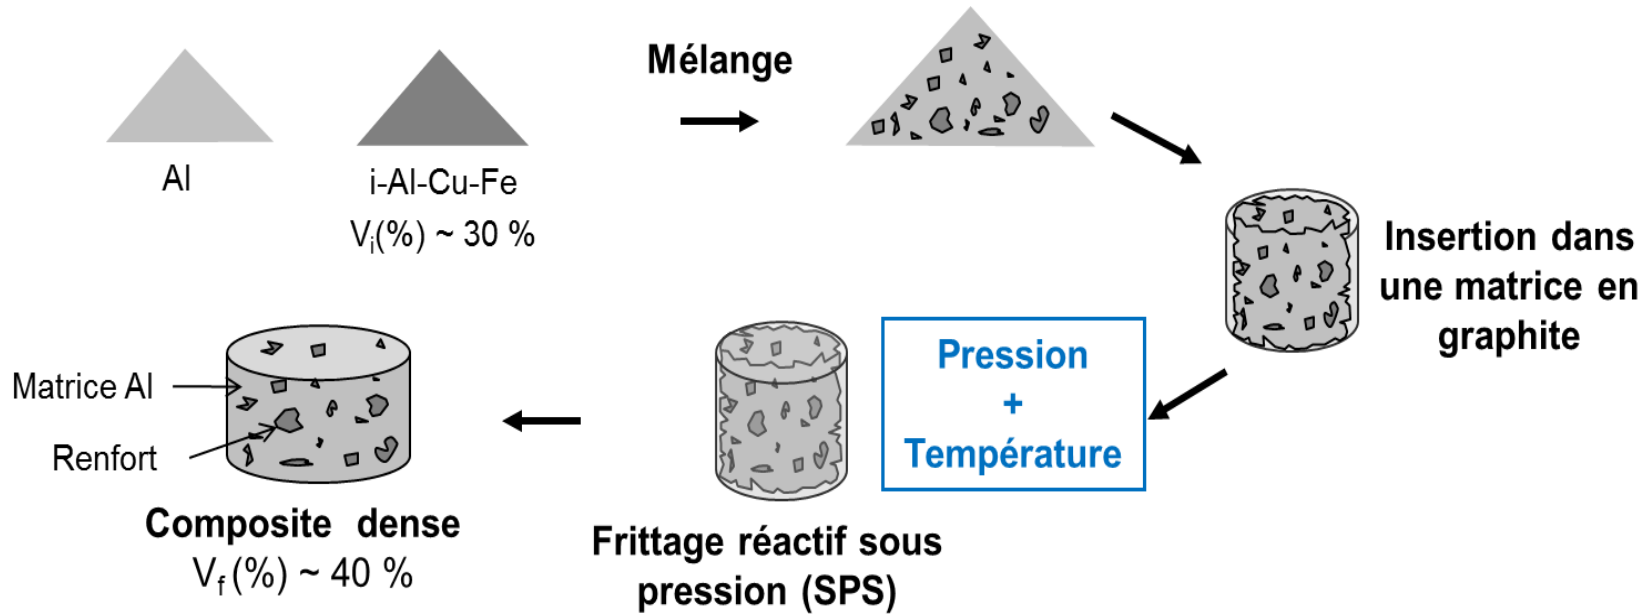 Al
i-Al-Cu-Fe
Vi(%) ~ 30 %
Mélange
Insertion dans
une matrice en
graphite
Pression
+
Température
Frittage réactif sous
pression (SPS)
Matrice Al
Renfort
Composite dense
Vf (%) ~ 40 %